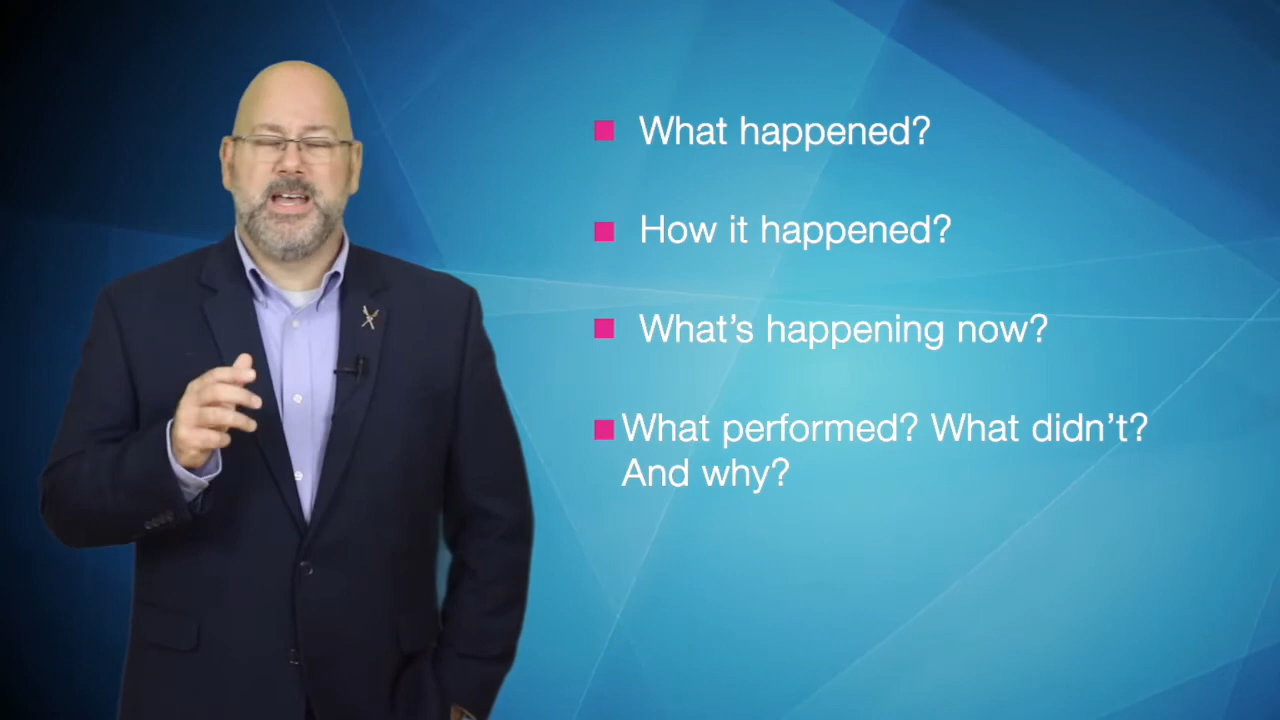 What happened?
How it happened?
What’s happening now?
What performed? What didn’t?
And why?